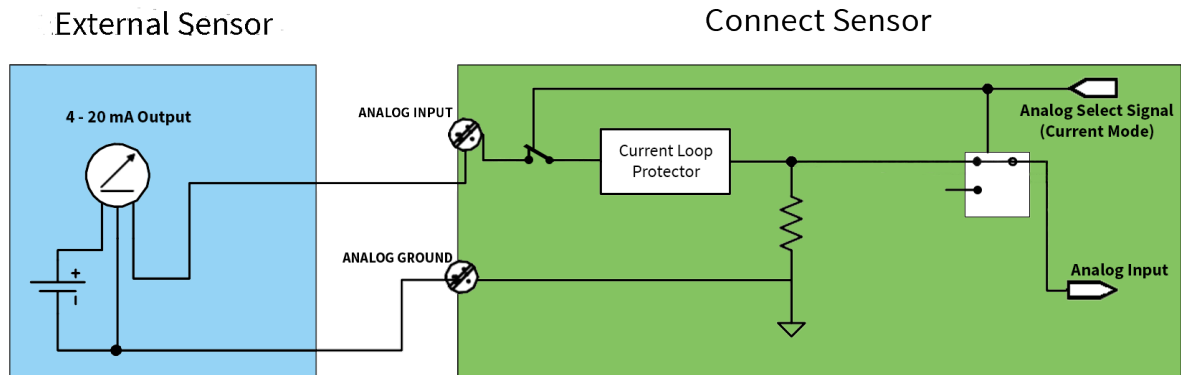 External Sensor
Connect Sensor
4 - 20 mA Output
ANALOG INPUT
Analog Select Signal
(Current Mode)
Current Loop
Protector
ANALOG GROUND
Analog Input
+
-